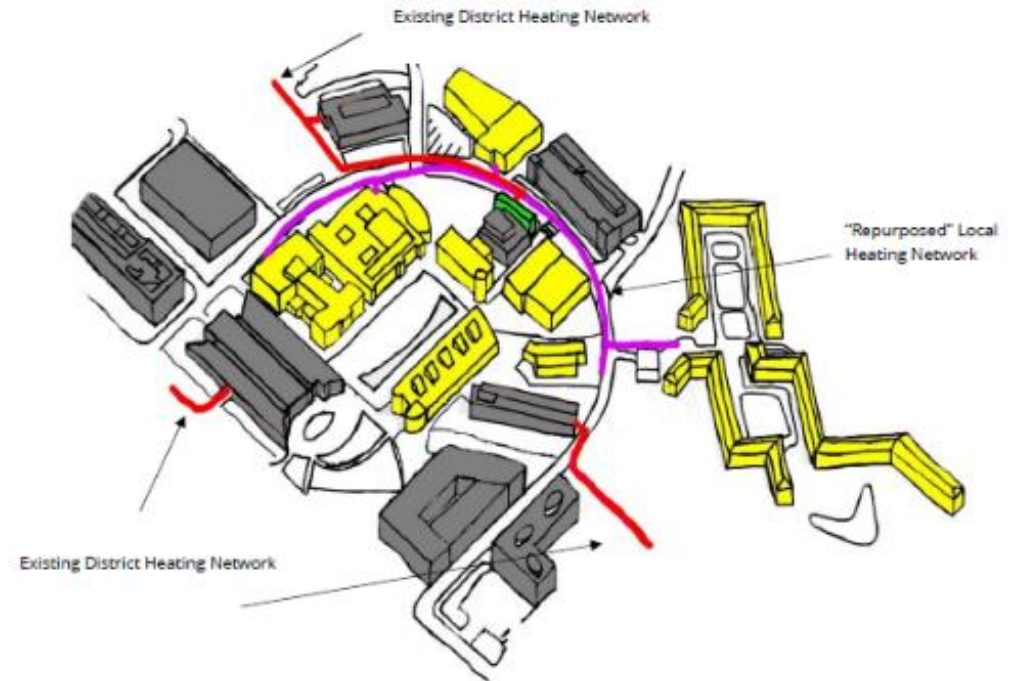 Existing District Heating Network
"Repurposed" Local
Heating Network
Existing District Heating Network